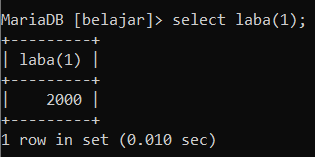 MariaDB [belajar]> select laba(1);
+---------+
| laba(1) |
+---------+
|    2000 |
+---------+
1 row in set (0.010 sec)